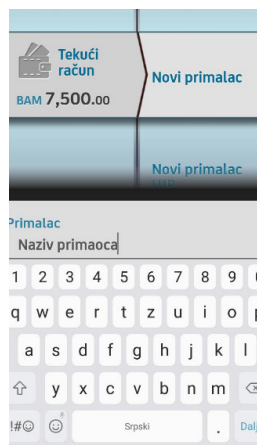 Tekući
račun
BAM 7,500.00
Novi primalac
Novi primalac
Primalac
Naziv primaoca
1 2 3 4 5 6 7 8 9
q w e r t z u i o p
a s d f g h j k l
y x c v b n m
!#☺ Srpski . Dalj